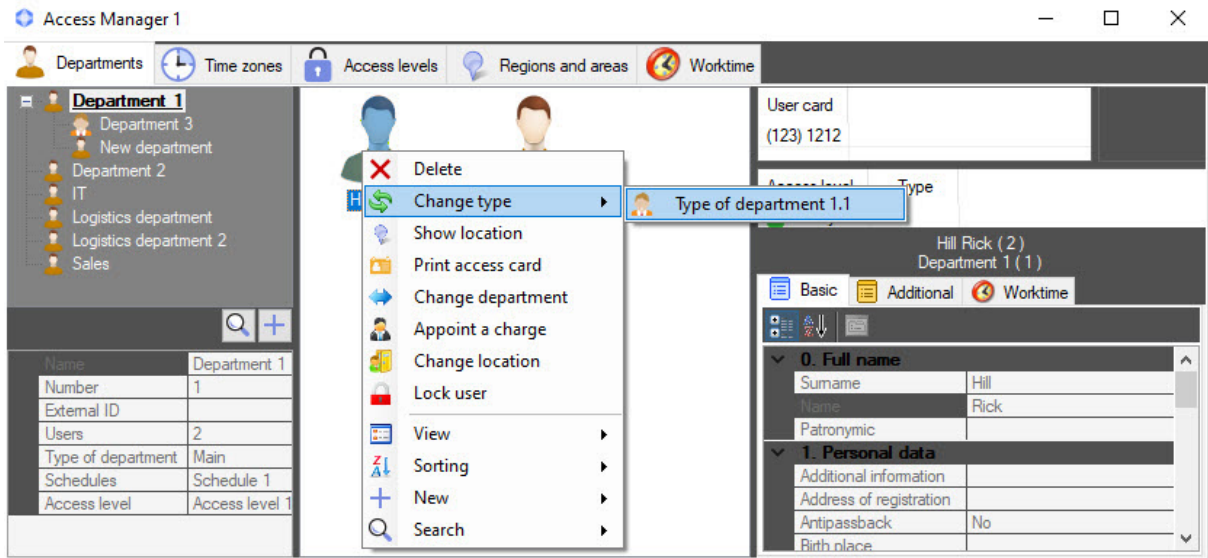 Access Manager 1
Departments Time zones Access levels Regions and areas Worktime
Department 1
Department 3
New department
Department 2
IT
Logistics department
Logistics department 2
Sales
Name Department 1
Number 1
External ID
Users 2
Type of department Main
Schedules Schedule 1
Access level Access level 1
H
Delete
Change type
Show location
Print access card
Change department
Appoint a charge
Change location
Lock user
View
Sorting
New
Search
Type of department 1.1
User card
(123) 1212
Access level Type
Hill Rick ( 2 )
Department 1 ( 1 )
Basic Additional Worktime
0. Full name
Surname Hill
Name Rick
Patronymic
1. Personal data
Additional information
Address of registration
Antipassback No
Birth place